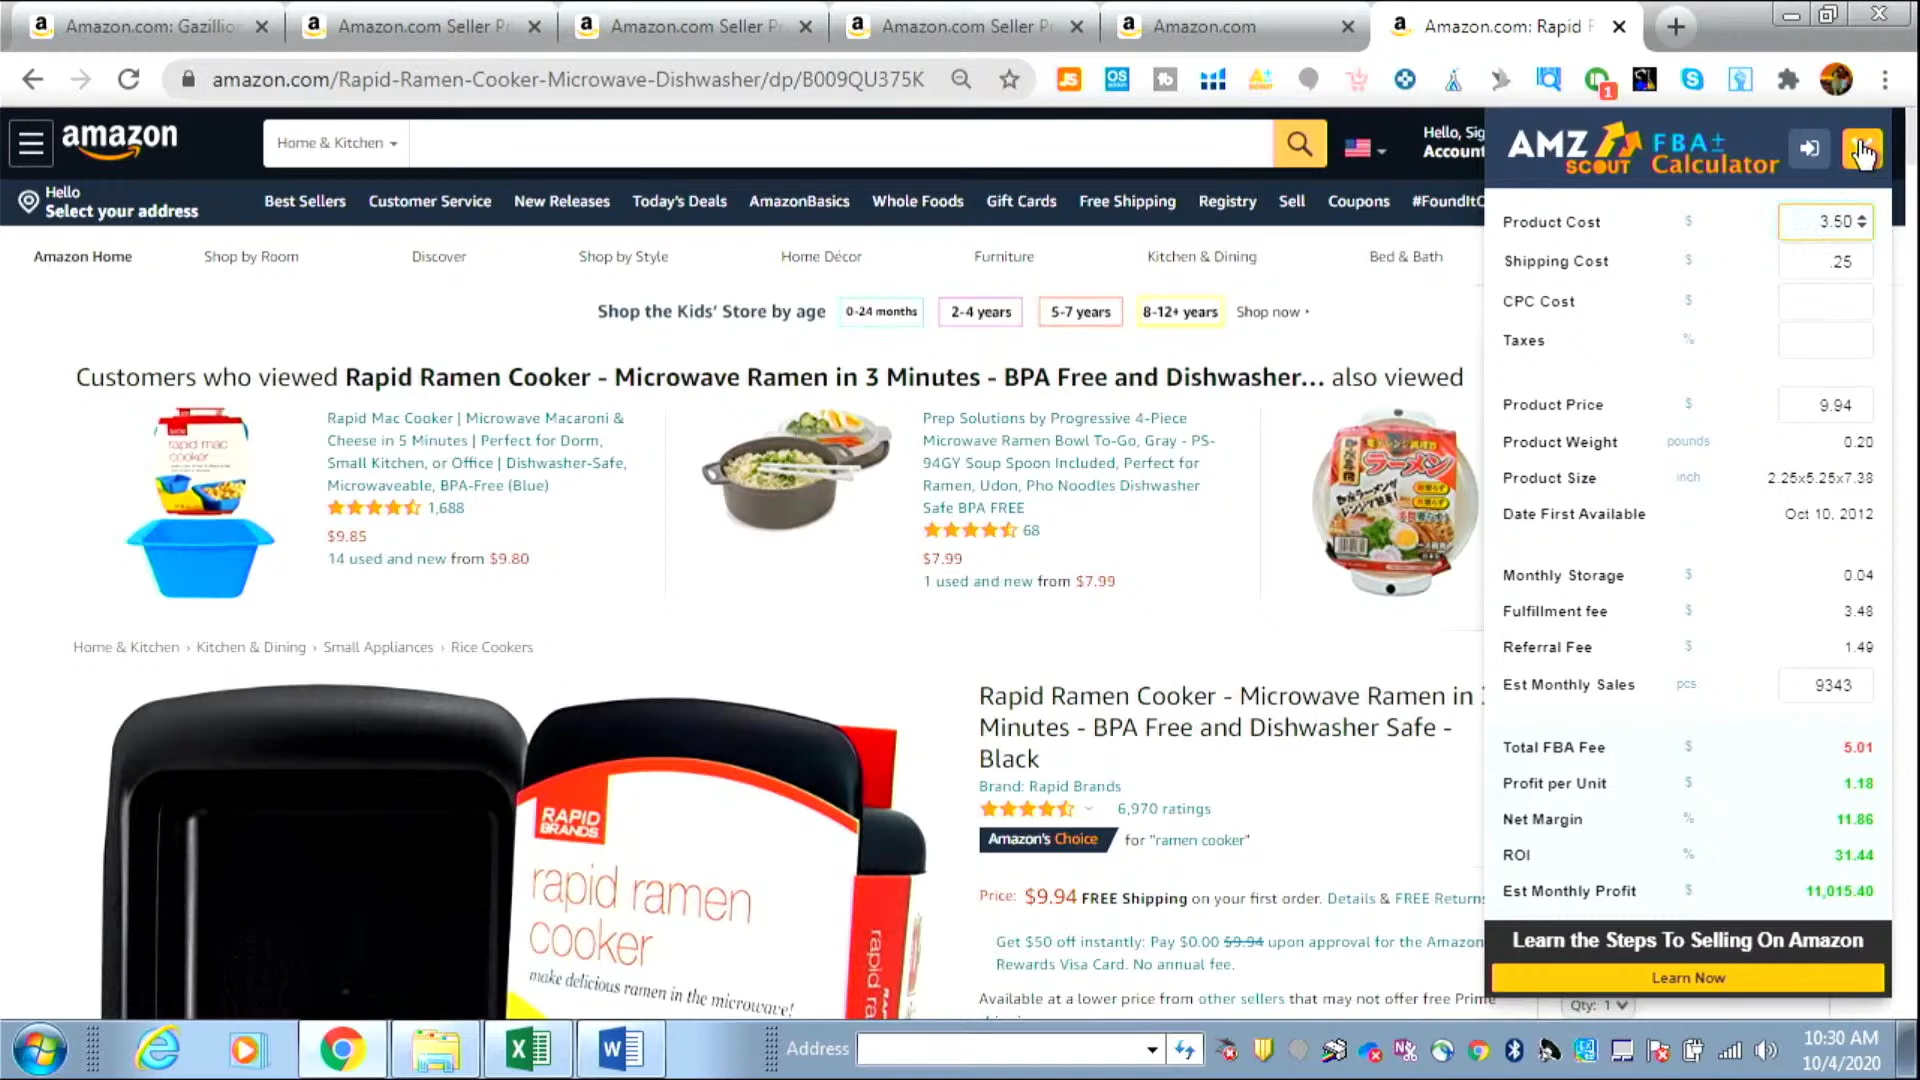 Amazon.com: Gazillion
Amazon.com Seller Pr
Amazon.com Seller Pr
Amazon.com Seller Pr
Amazon.com
Amazon.com: Rapid R
amazon.com/Rapid-Ramen-Cooker-Microwave-Dishwasher/dp/B009QU375K
amazon
Home & Kitchen
Hello, Sig
Account
Hello
Select your address
Best Sellers
Customer Service
New Releases
Today's Deals
AmazonBasics
Whole Foods
Gift Cards
Free Shipping
Registry
Sell
Coupons
#FoundItO
Amazon Home
Shop by Room
Discover
Shop by Style
Home Décor
Furniture
Kitchen & Dining
Bed & Bath
Shop the Kids' Store by age
0-24 months
2-4 years
5-7 years
8-12+ years
Shop now
Customers who viewed Rapid Ramen Cooker - Microwave Ramen in 3 Minutes - BPA Free and Dishwasher... also viewed
Rapid Mac Cooker | Microwave Macaroni &
Cheese in 5 Minutes | Perfect for Dorm,
Small Kitchen, or Office | Dishwasher-Safe,
Microwaveable, BPA-Free (Blue)
1,688
$9.85
14 used and new from $9.80
Prep Solutions by Progressive 4-Piece
Microwave Ramen Bowl To-Go, Gray - PS-
94GY Soup Spoon Included, Perfect for
Ramen, Udon, Pho Noodles Dishwasher
Safe BPA FREE
68
$7.99
1 used and new from $7.99
rapid mac
cooker
ラーメン
Home & Kitchen › Kitchen & Dining › Small Appliances › Rice Cookers
RAPID
BRANDS
rapid ramen
cooker
make delicious ramen in the microwave!
rapid ra
Rapid Ramen Cooker - Microwave Ramen in 3
Minutes - BPA Free and Dishwasher Safe -
Black
Brand: Rapid Brands
6,970 ratings
Amazon's Choice for "ramen cooker"
Price: $9.94 FREE Shipping on your first order. Details & FREE Returns
Get $50 off instantly: Pay $0.00 $9.94 upon approval for the Amazon
Rewards Visa Card. No annual fee.
Available at a lower price from other sellers that may not offer free Prime
Qty: 1
AMZ
SCOUT
FBA±
Calculator
Product Cost $ 3.50
Shipping Cost $ .25
CPC Cost $
Taxes %
Product Price $ 9.94
Product Weight pounds 0.20
Product Size inch 2.25x5.25x7.38
Date First Available Oct 10, 2012
Monthly Storage $ 0.04
Fulfillment fee $ 3.48
Referral Fee $ 1.49
Est Monthly Sales pcs 9343
Total FBA Fee $ 5.01
Profit per Unit $ 1.18
Net Margin % 11.86
ROI % 31.44
Est Monthly Profit $ 11,015.40
Learn the Steps To Selling On Amazon
Learn Now
Address
10:30 AM
10/4/2020